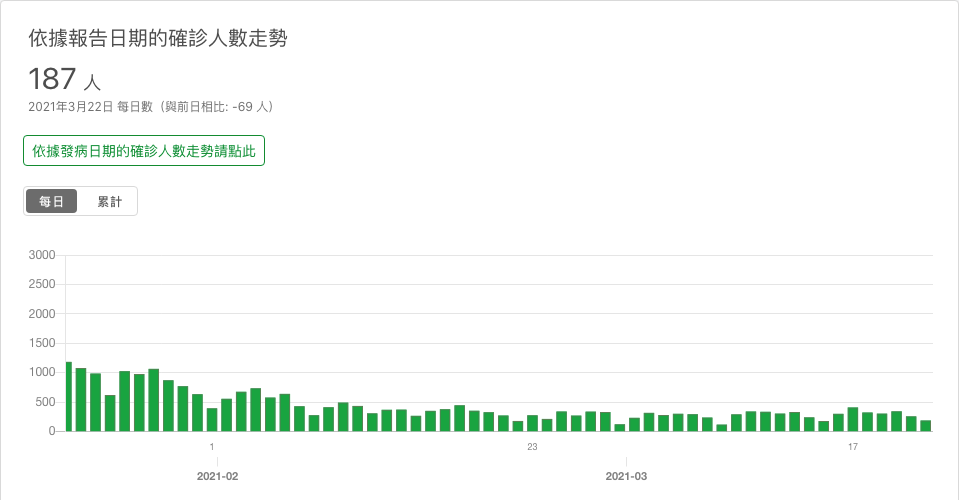 依據報告日期的確診人數走勢
187 人
2021年3月22日 每日數（與前日相比: -69 人）
依據發病日期的確診人數走勢請點此
每日 累計
3000
2500
2000
1500
1000
500
0
1 23 17
2021-02 2021-03